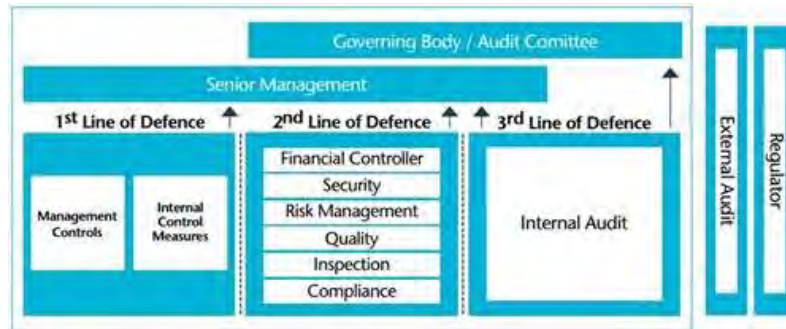 Governing Body / Audit Comittee
Senior Management
1st Line of Defence
2nd Line of Defence
3rd Line of Defence
Management
Controls
Internal
Control
Measures
Financial Controller
Security
Risk Management
Quality
Inspection
Compliance
Internal Audit
External Audit
Regulator